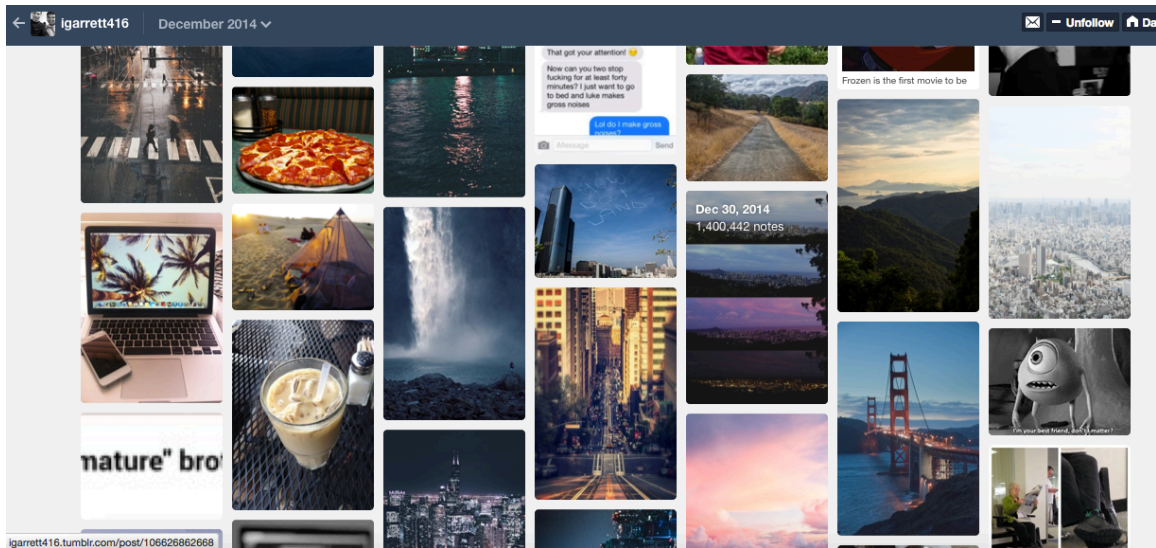 igarrett416
December 2014
Unfollow
Da
That got your attention!
Now can you two stop
fucking for at least forty
minutes? I just want to go
to bed and luke makes
gross noises
Lol do I make gross
noises?
iMessage
Send
Frozen is the first movie to be
Dec 30, 2014
1,400,442 notes
I'm your best friend, don't I matter?
mature" bro
igarrett416.tumblr.com/post/106626862668